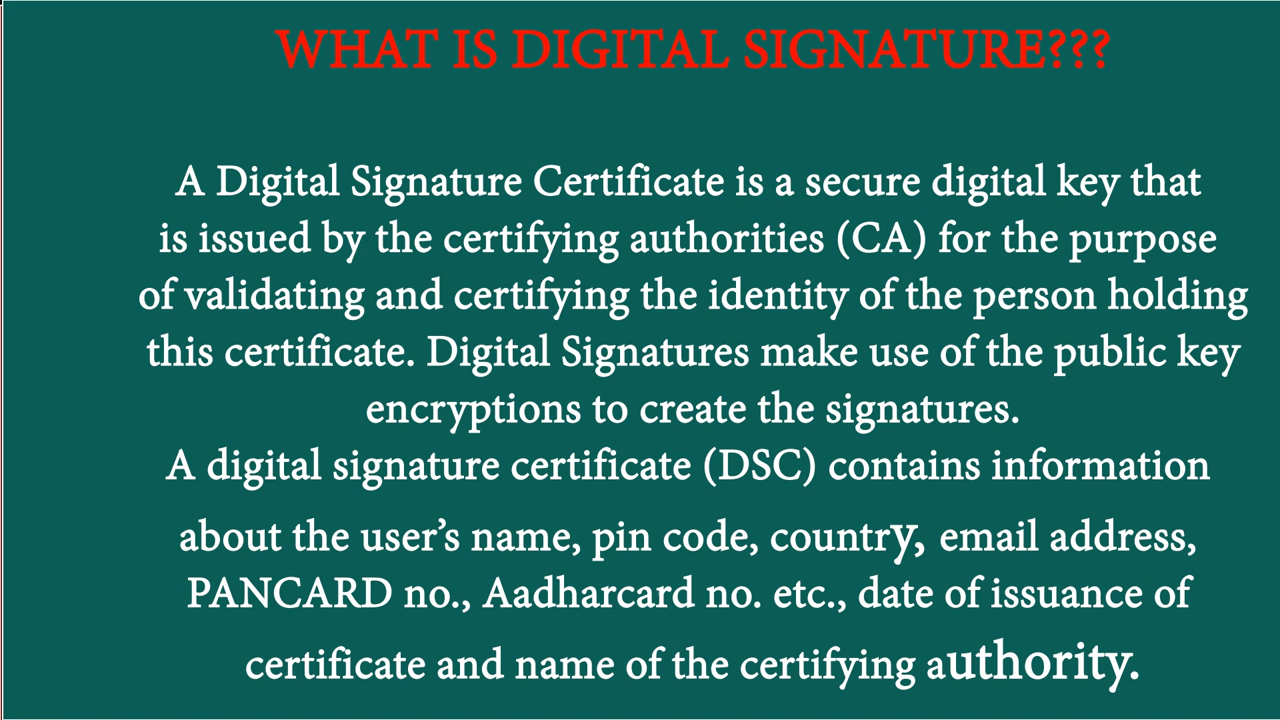 WHAT IS DIGITAL SIGNATURE???
A Digital Signature Certificate is a secure digital key that
is issued by the certifying authorities (CA) for the purpose
of validating and certifying the identity of the person holding
this certificate. Digital Signatures make use of the public key
encryptions to create the signatures.
A digital signature certificate (DSC) contains information
about the user’s name, pin code, country, email address,
PANCARD no., Aadharcard no. etc., date of issuance of
certificate and name of the certifying authority.